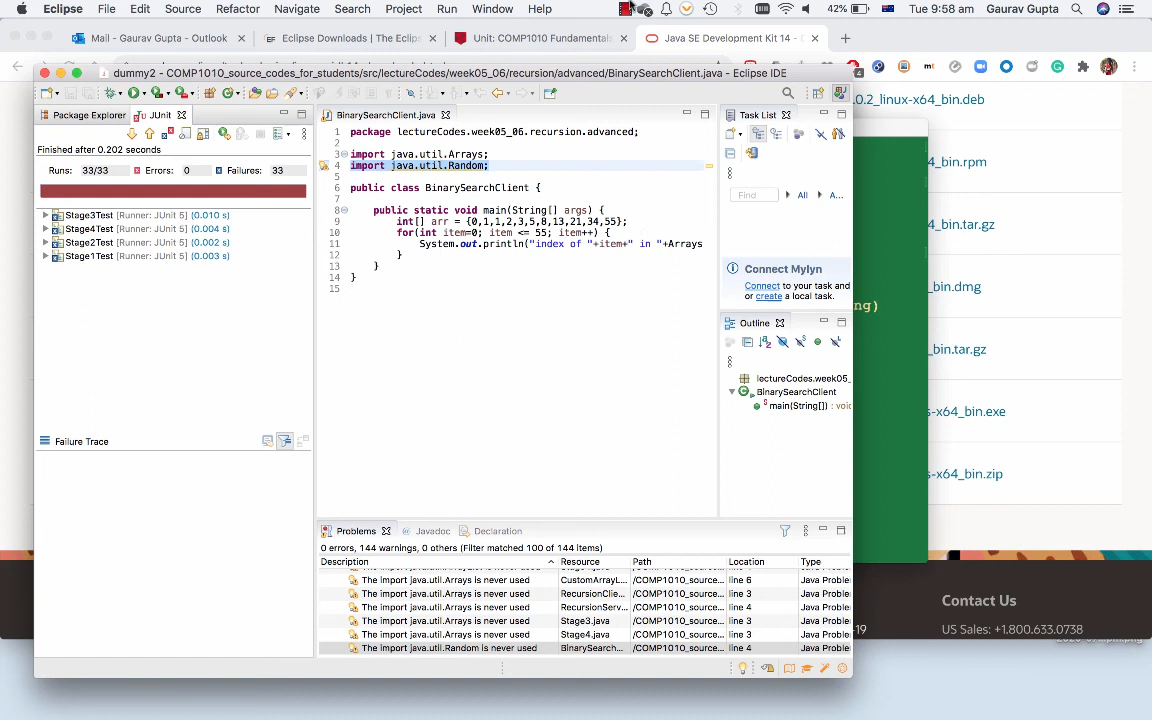 Eclipse File Edit Source Refactor Navigate Search Project Run Window Help 42% Tue 9:58 am Gaurav Gupta
Mail - Gaurav Gupta - Outlook Eclipse Downloads | The Eclips Unit: COMP1010 Fundamentals Java SE Development Kit 14 - D
dummy2 - COMP1010_source_codes_for_students/src/lectureCodes/week05_06/recursion/advanced/BinarySearchClient.java - Eclipse IDE
0.2_linux-x64_bin.deb
Package Explorer JUnit
Finished after 0.202 seconds
Runs: 33/33 Errors: 0 Failures: 33
Stage3Test [Runner: JUnit 5] (0.010 s)
Stage4Test [Runner: JUnit 5] (0.004 s)
Stage2Test [Runner: JUnit 5] (0.002 s)
Stage1Test [Runner: JUnit 5] (0.003 s)
Failure Trace
BinarySearchClient.java
1 package lectureCodes.week05_06.recursion.advanced;
2
3 import java.util.Arrays;
4 import java.util.Random;
5
6 public class BinarySearchClient {
7
8 public static void main(String[] args) {
9 int[] arr = {0,1,1,2,3,5,8,13,21,34,55};
10 for(int item=0; item <= 55; item++) {
11 System.out.println("index of "+item+" in "+Arrays
12 }
13 }
14 }
15
Task List
Find All A...
Connect Mylyn
Connect to your task and
or create a local task.
Outline
lectureCodes.week05_
BinarySearchClient
main(String[]) : void
_bin.rpm
_bin.tar.gz
_bin.dmg
ng)
_bin.tar.gz
s-x64_bin.exe
s-x64_bin.zip
Problems Javadoc Declaration
0 errors, 144 warnings, 0 others (Filter matched 100 of 144 items)
Description Resource Path Location Type
The import java.util.Arrays is never used CustomArrayL... /COMP1010_source... line 6 Java Proble
The import java.util.Arrays is never used RecursionClie... /COMP1010_source... line 3 Java Proble
The import java.util.Arrays is never used RecursionServ... /COMP1010_source... line 4 Java Proble
The import java.util.Arrays is never used Stage3.java /COMP1010_source... line 3 Java Proble
The import java.util.Arrays is never used Stage4.java /COMP1010_source... line 3 Java Proble
The import java.util.Random is never used BinarySearch... /COMP1010_source... line 4 Java Proble
Contact Us
US Sales: +1.800.633.0738
19